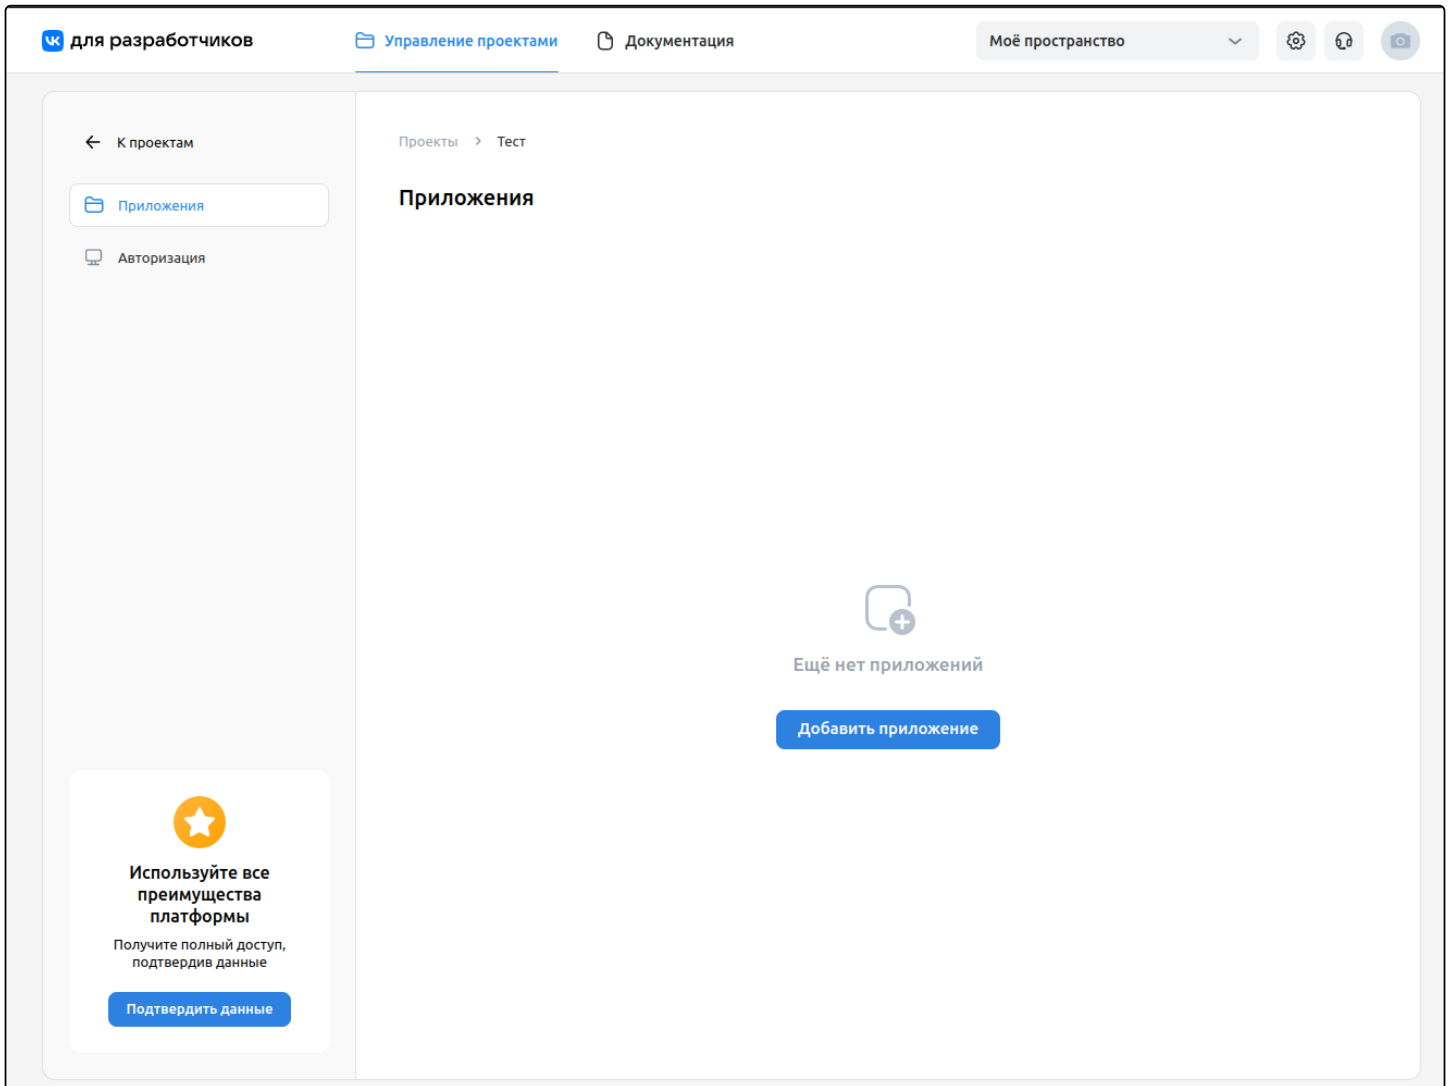 для разработчиков
Управление проектами
Документация
Моё пространство
К проектам
Приложения
Авторизация
Проекты > Тест
Приложения
Ещё нет приложений
Добавить приложение
Используйте все
преимущества
платформы
Получите полный доступ,
подтвердив данные
Подтвердить данные